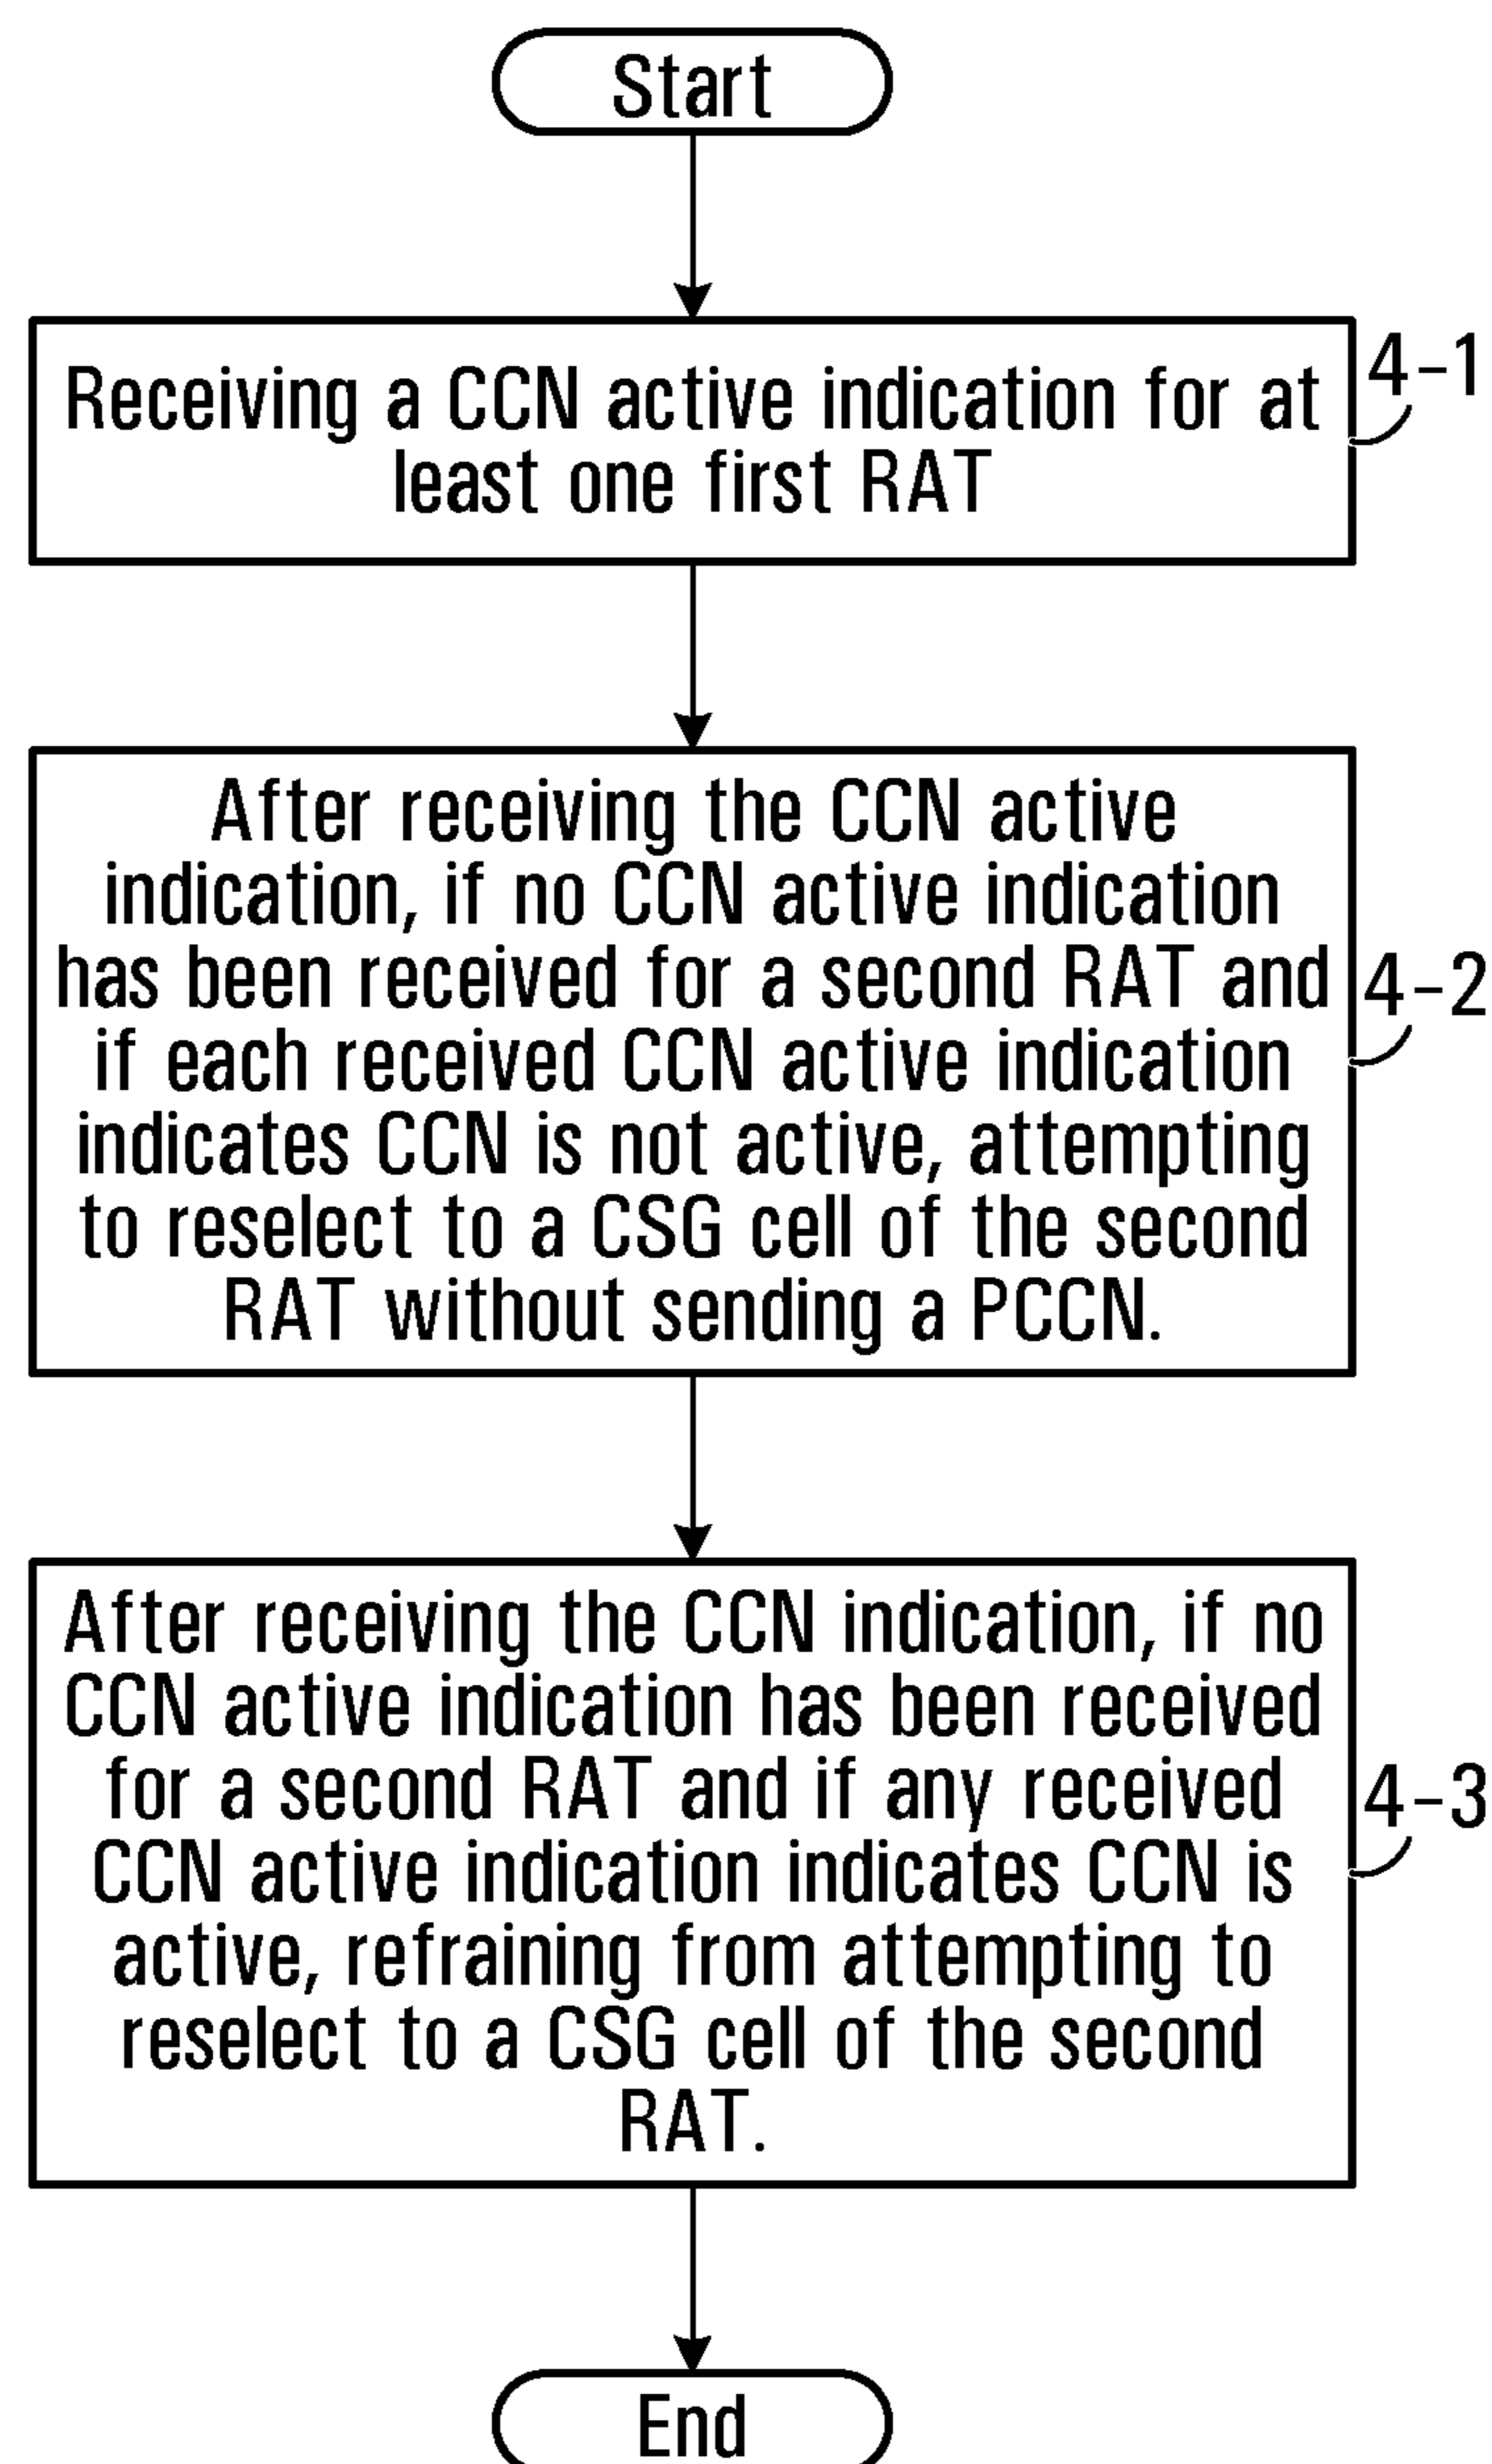 Start
Receiving a CCN active indication for at
least one first RAT
4-1
After receiving the CCN active
indication, if no CCN active indication
has been received for a second RAT and
if each received CCN active indication
indicates CCN is not active, attempting
to reselect to a CSG cell of the second
RAT without sending a PCCN.
4-2
After receiving the CCN indication, if no
CCN active indication has been received
for a second RAT and if any received
CCN active indication indicates CCN is
active, refraining from attempting to
reselect to a CSG cell of the second
RAT.
4-3
End